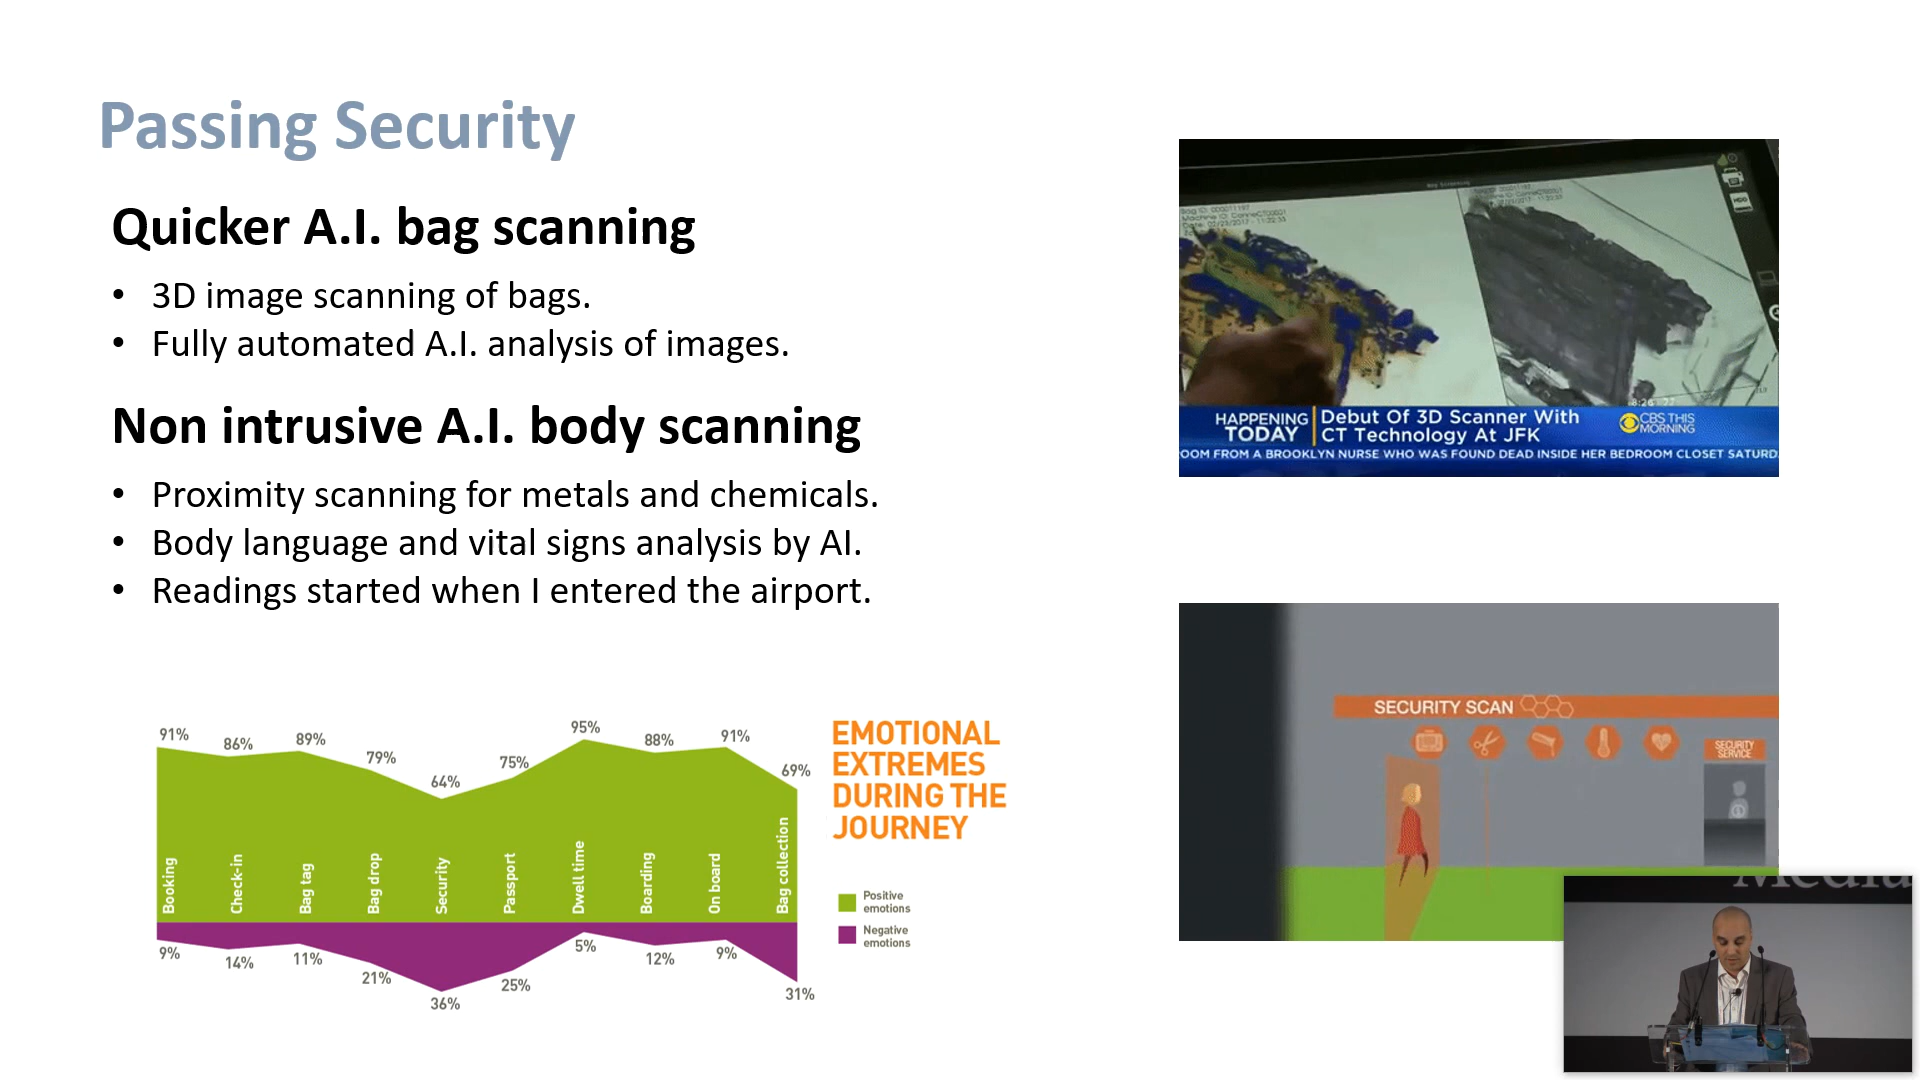 Passing Security
Quicker A.I. bag scanning
• 3D image scanning of bags.
• Fully automated A.I. analysis of images.
Non intrusive A.I. body scanning
• Proximity scanning for metals and chemicals.
• Body language and vital signs analysis by AI.
• Readings started when I entered the airport.
91%
86%
89%
79%
64%
75%
95%
88%
91%
69%
Booking
Check-in
Bag tag
Bag drop
Security
Passport
Dwell time
Boarding
On board
Bag collection
9%
14%
11%
21%
36%
25%
5%
12%
9%
31%
EMOTIONAL
EXTREMES
DURING THE
JOURNEY
Positive
emotions
Negative
emotions
HAPPENING
TODAY
Debut Of 3D Scanner With
CT Technology At JFK
CBS THIS
MORNING
OOM FROM A BROOKLYN NURSE WHO WAS FOUND DEAD INSIDE HER BEDROOM CLOSET SATURD
SECURITY SCAN
SECURITY
SERVICE